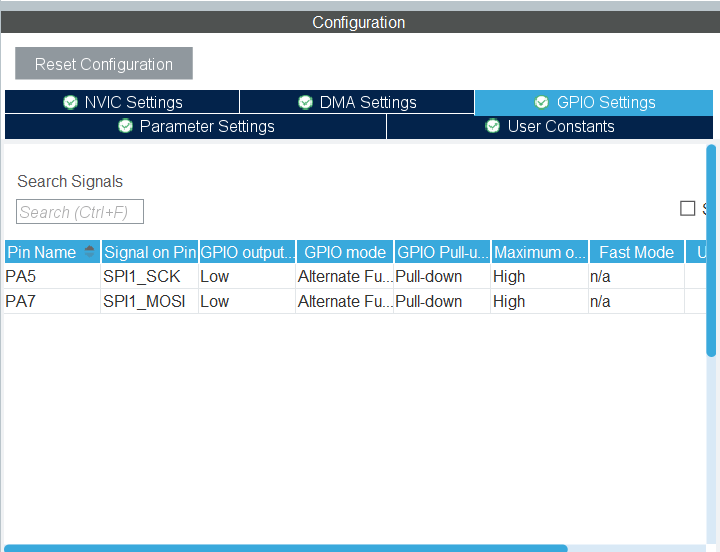 Configuration
Reset Configuration
NVIC Settings DMA Settings GPIO Settings
Parameter Settings User Constants
Search Signals
Search (Ctrl+F)
Pin Name Signal on Pin GPIO output... GPIO mode GPIO Pull-u... Maximum o... Fast Mode U
PA5 SPI1_SCK Low Alternate Fu... Pull-down High n/a
PA7 SPI1_MOSI Low Alternate Fu... Pull-down High n/a